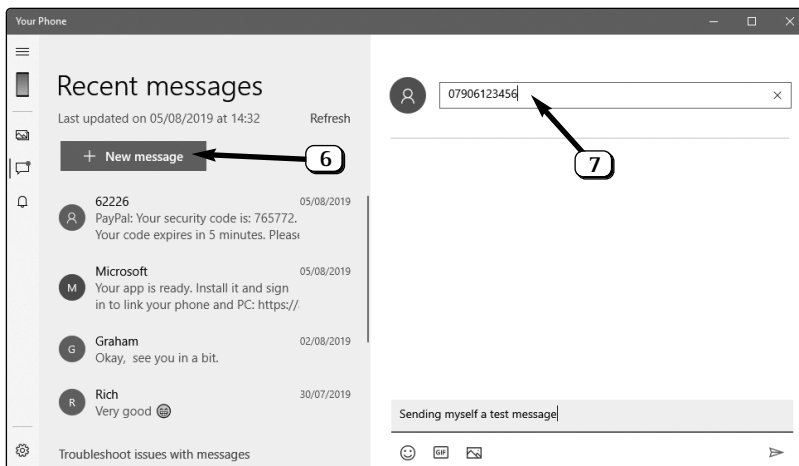 Your Phone
Recent messages
Last updated on 05/08/2019 at 14:32 Refresh
+ New message
6
62226 05/08/2019
PayPal: Your security code is: 765772.
Your code expires in 5 minutes. Please
Microsoft 05/08/2019
Your app is ready. Install it and sign
in to link your phone and PC: https://
M
Graham 02/08/2019
Okay, see you in a bit.
G
Rich 30/07/2019
Very good 😄
R
Troubleshoot issues with messages
07906123456
7
Sending myself a test message
GIF